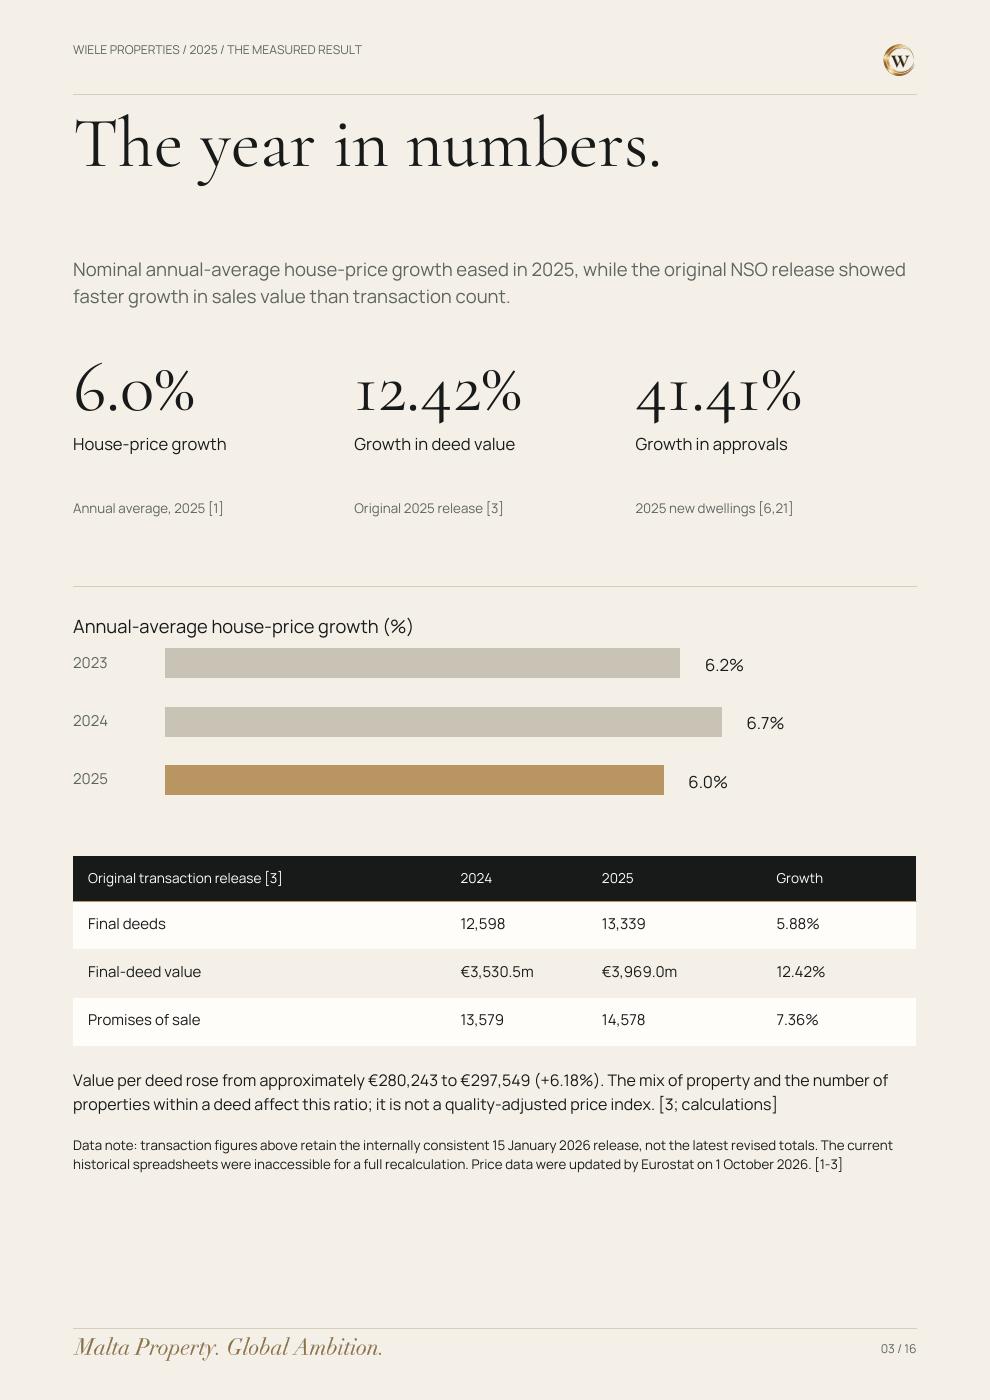 WIELE PROPERTIES / 2025 / THE MEASURED RESULT
W
The year in numbers.
Nominal annual-average house-price growth eased in 2025, while the original NSO release showed
faster growth in sales value than transaction count.
6.0% 12.42% 41.41%
House-price growth Growth in deed value Growth in approvals
Annual average, 2025 [1] Original 2025 release [3] 2025 new dwellings [6,21]
Annual-average house-price growth (%)
2023 6.2%
2024 6.7%
2025 6.0%
Original transaction release [3] 2024 2025 Growth
Final deeds 12,598 13,339 5.88%
Final-deed value €3,530.5m €3,969.0m 12.42%
Promises of sale 13,579 14,578 7.36%
Value per deed rose from approximately €280,243 to €297,549 (+6.18%). The mix of property and the number of
properties within a deed affect this ratio; it is not a quality-adjusted price index. [3; calculations]
Data note: transaction figures above retain the internally consistent 15 January 2026 release, not the latest revised totals. The current
historical spreadsheets were inaccessible for a full recalculation. Price data were updated by Eurostat on 1 October 2026. [1-3]
Malta Property. Global Ambition.
03 / 16